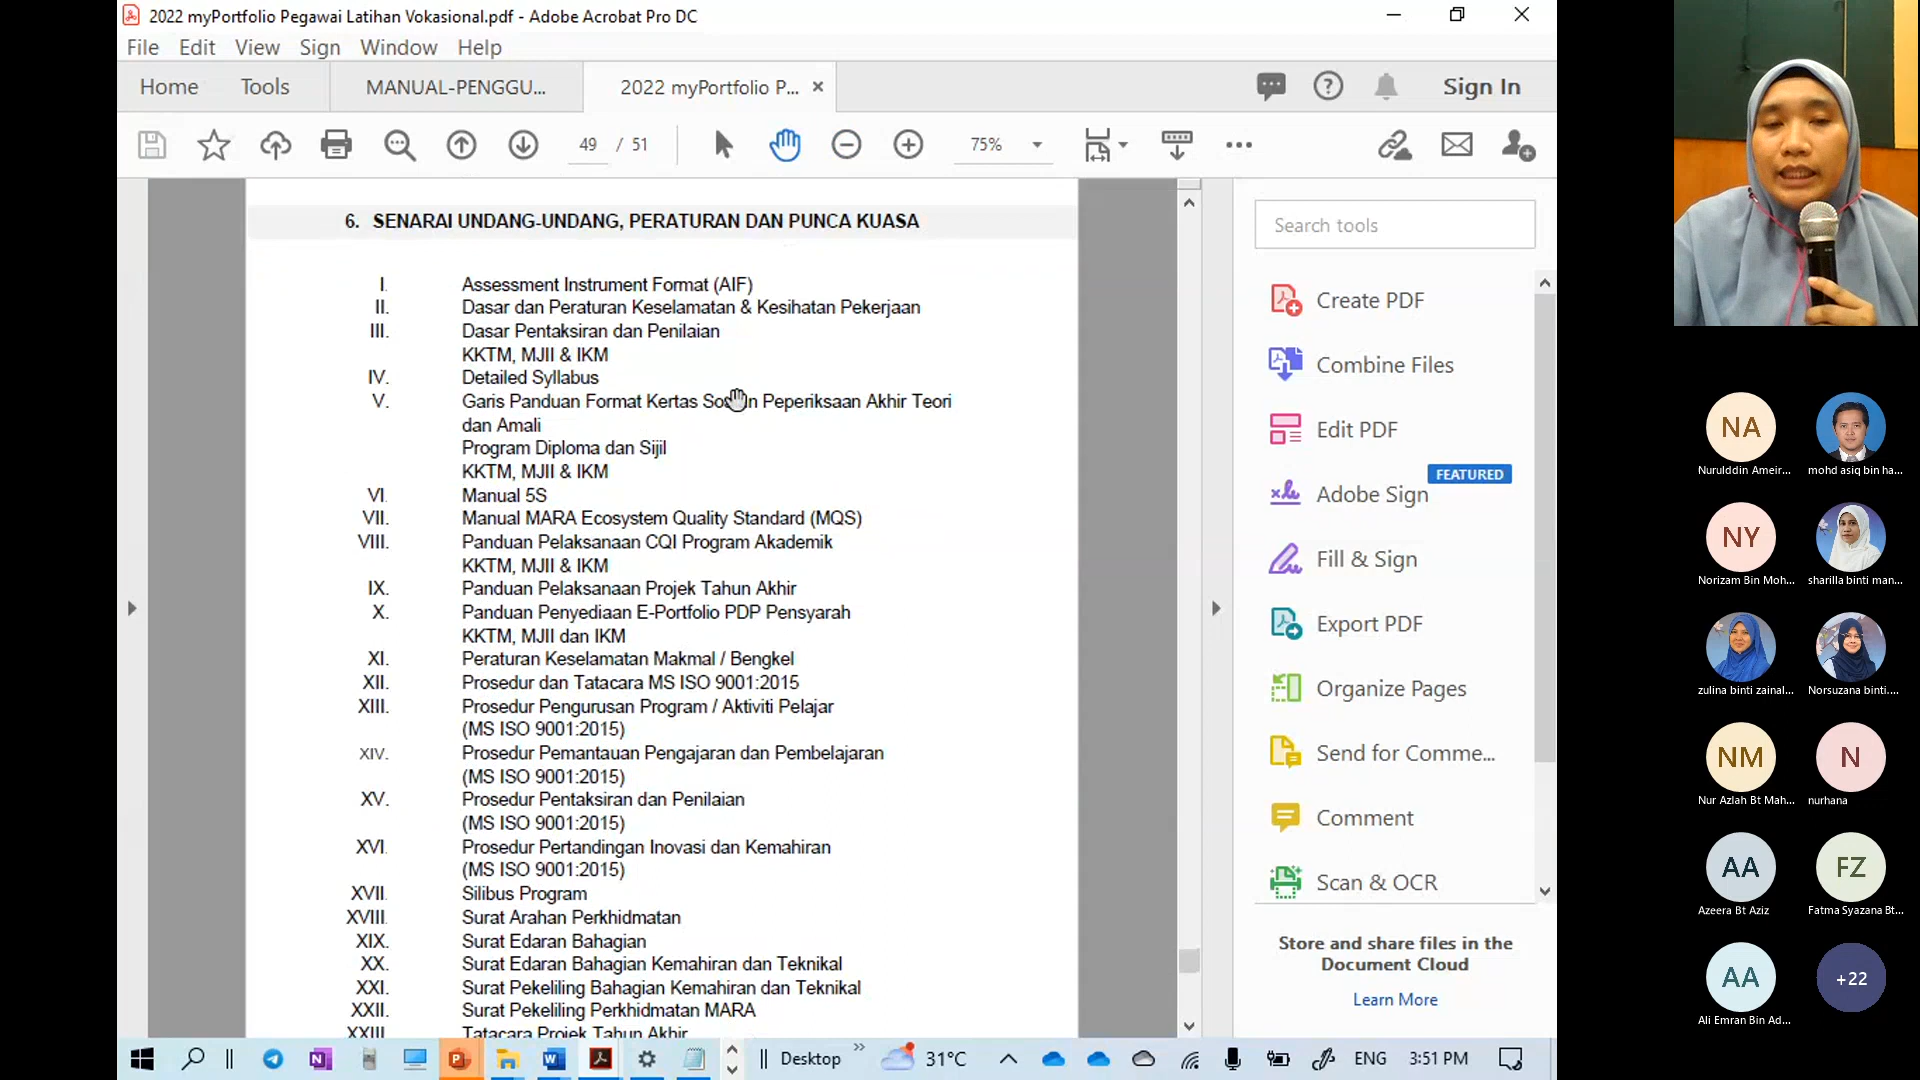 2022 myPortfolio Pegawai Latihan Vokasional.pdf - Adobe Acrobat Pro DC
File Edit View Sign Window Help
Home Tools MANUAL-PENGGU... 2022 myPortfolio P... Sign In
49 / 51 75%
6. SENARAI UNDANG-UNDANG, PERATURAN DAN PUNCA KUASA
I. Assessment Instrument Format (AIF)
II. Dasar dan Peraturan Keselamatan & Kesihatan Pekerjaan
III. Dasar Pentaksiran dan Penilaian
KKTM, MJII & IKM
IV. Detailed Syllabus
V. Garis Panduan Format Kertas Peperiksaan Akhir Teori
dan Amali
Program Diploma dan Sijil
KKTM, MJII & IKM
VI. Manual 5S
VII. Manual MARA Ecosystem Quality Standard (MQS)
VIII. Panduan Pelaksanaan CQI Program Akademik
KKTM, MJII & IKM
IX. Panduan Pelaksanaan Projek Tahun Akhir
X. Panduan Penyediaan E-Portfolio PDP Pensyarah
KKTM, MJII dan IKM
XI. Peraturan Keselamatan Makmal / Bengkel
XII. Prosedur dan Tatacara MS ISO 9001:2015
XIII. Prosedur Pengurusan Program / Aktiviti Pelajar
(MS ISO 9001:2015)
XIV. Prosedur Pemantauan Pengajaran dan Pembelajaran
(MS ISO 9001:2015)
XV. Prosedur Pentaksiran dan Penilaian
(MS ISO 9001:2015)
XVI. Prosedur Pertandingan Inovasi dan Kemahiran
(MS ISO 9001:2015)
XVII. Silibus Program
XVIII. Surat Arahan Perkhidmatan
XIX. Surat Edaran Bahagian
XX. Surat Edaran Bahagian Kemahiran dan Teknikal
XXI. Surat Pekeliling Bahagian Kemahiran dan Teknikal
XXII. Surat Pekeliling Perkhidmatan MARA
XXIII. Tatacara Projek Tahun Akhir
Search tools
Create PDF
Combine Files
Edit PDF
FEATURED
Adobe Sign
Fill & Sign
Export PDF
Organize Pages
Send for Comme...
Comment
Scan & OCR
Store and share files in the
Document Cloud
Learn More
NA
Nurulddin Ameir... mohd asiq bin ha...
NY
Norizam Bin Moh... sharilla binti man...
zulina binti zainal... Norsuzana binti....
NM N
Nur Azlah Bt Mah... nurhana
AA FZ
Azeera Bt Aziz Fatma Syazana Bt...
AA +22
Ali Emran Bin Ad...
Desktop 31°C ENG 3:51 PM